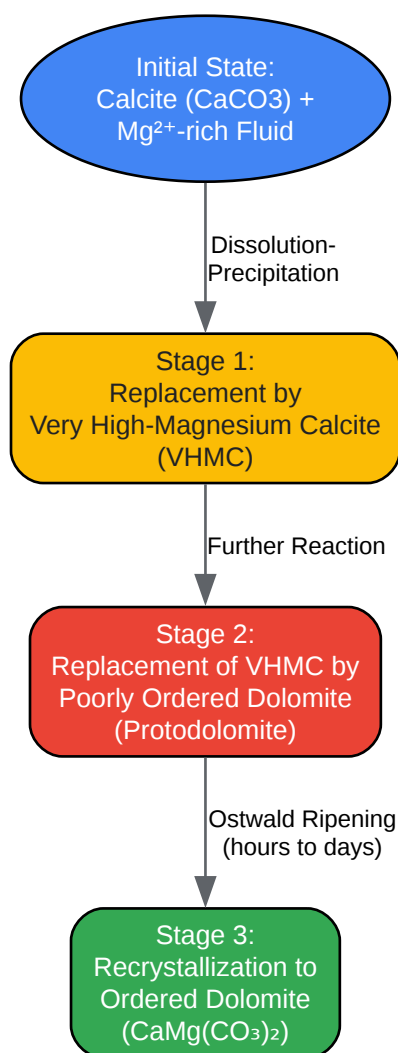 Initial State:
Calcite (CaCO3) +
Mg²⁺-rich Fluid
Dissolution-
Precipitation
Stage 1:
Replacement by
Very High-Magnesium Calcite
(VHMC)
Further Reaction
Stage 2:
Replacement of VHMC by
Poorly Ordered Dolomite
(Protodolomite)
Ostwald Ripening
(hours to days)
Stage 3:
Recrystallization to
Ordered Dolomite
(CaMg(CO₃)₂)